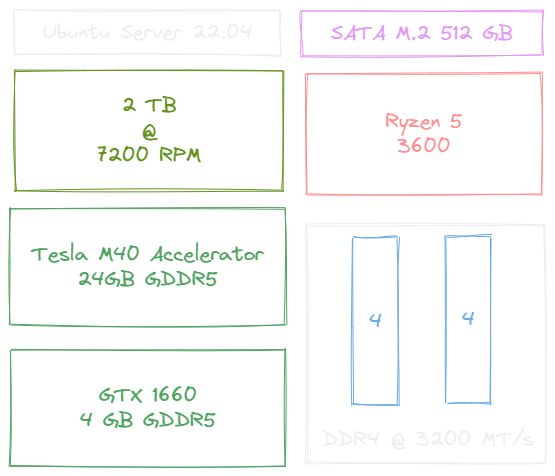 Ubuntu Server 22.04
SATA M.2 512 GB
2 TB
@
7200 RPM
Ryzen 5
3600
Tesla M40 Accelerator
24GB GDDR5
4
4
DDR4 @ 3200 MT/s
GTX 1660
4 GB GDDR5